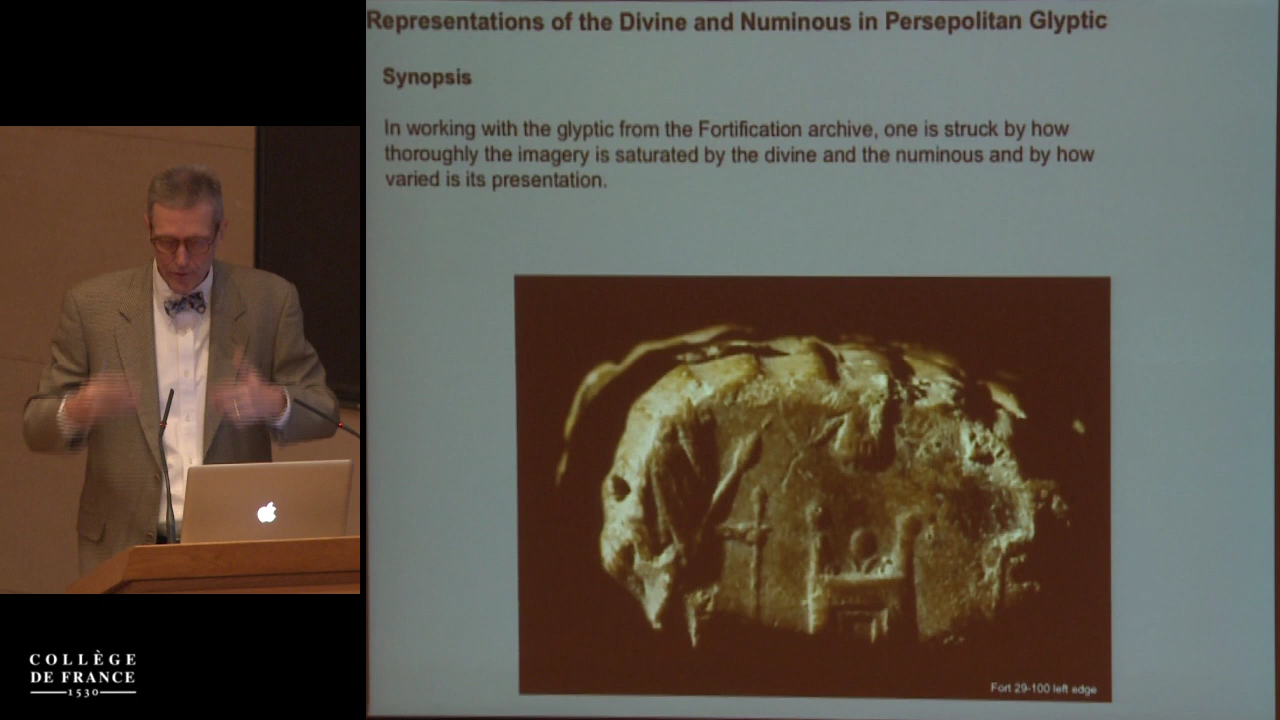 Representations of the Divine and Numinous in Persepolitan Glyptic
Synopsis
In working with the glyptic from the Fortification archive, one is struck by how
thoroughly the imagery is saturated by the divine and the numinous and by how
varied is its presentation.
Fort 29-100 left edge
COLLÈGE
DE FRANCE
1530